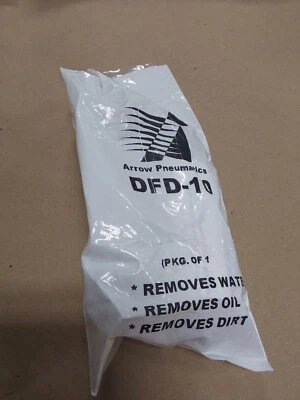 Arrow Pneumatics
DFD-10
(PKG. OF 1
* REMOVES WATE
* REMOVES OIL
* REMOVES DIRT